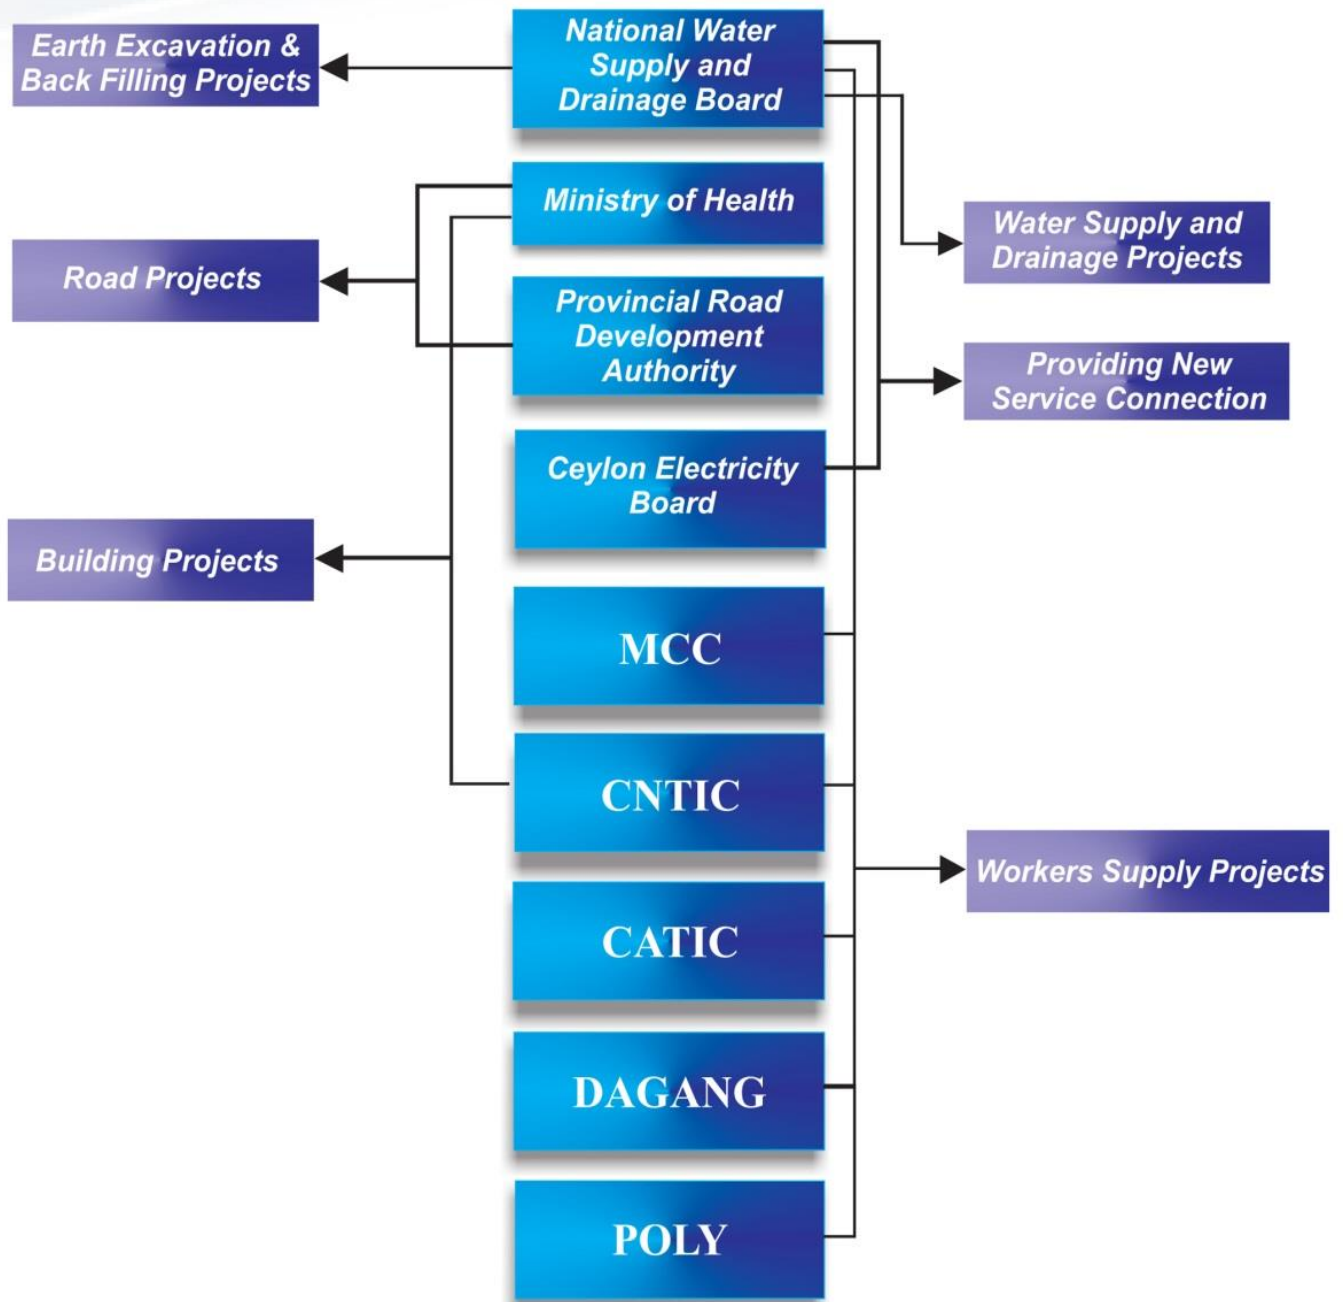 Earth Excavation &
Back Filling Projects
National Water
Supply and
Drainage Board
Ministry of Health
Water Supply and
Drainage Projects
Road Projects
Provincial Road
Development
Authority
Providing New
Service Connection
Ceylon Electricity
Board
Building Projects
MCC
CNTIC
Workers Supply Projects
CATIC
DAGANG
POLY